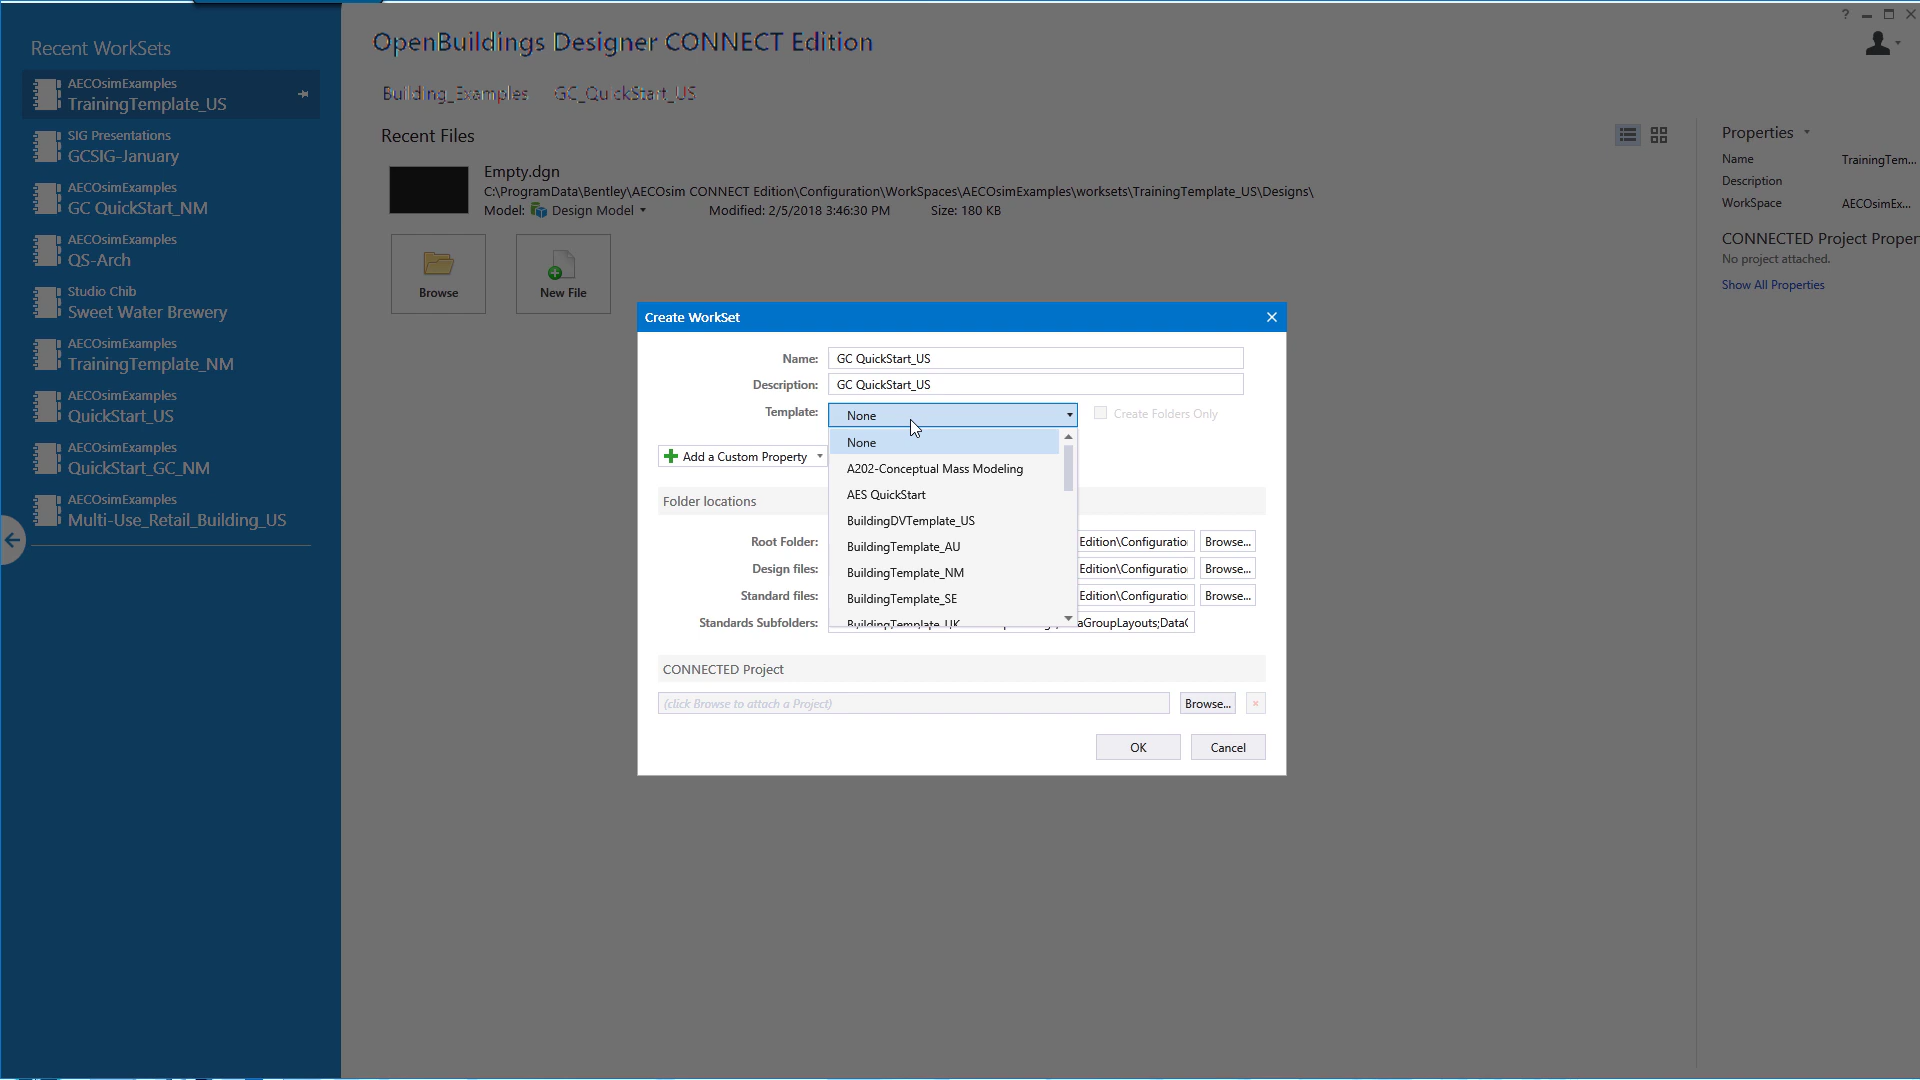 Recent WorkSets
AECOsimExamples
TrainingTemplate_US
SIG Presentations
GCSIG-January
AECOsimExamples
GC QuickStart_NM
AECOsimExamples
QS-Arch
Studio Chib
Sweet Water Brewery
AECOsimExamples
TrainingTemplate_NM
AECOsimExamples
QuickStart_US
AECOsimExamples
QuickStart_GC_NM
AECOsimExamples
Multi-Use_Retail_Building_US
OpenBuildings Designer CONNECT Edition
Building_Examples GC_QuickStart_US
Recent Files
Empty.dgn
C:\ProgramData\Bentley\AECOsim CONNECT Edition\Configuration\WorkSpaces\AECOsimExamples\worksets\TrainingTemplate_US\Designs\
Model: Design Model Modified: 2/5/2018 3:46:30 PM Size: 180 KB
Browse
New File
?
Properties
Name TrainingTem...
Description
WorkSpace AECOsimEx...
CONNECTED Project Proper
No project attached.
Show All Properties
Create WorkSet
Name: GC QuickStart_US
Description: GC QuickStart_US
Template: None
Create Folders Only
None
A202-Conceptual Mass Modeling
AES QuickStart
BuildingDVTemplate_US
BuildingTemplate_AU
BuildingTemplate_NM
BuildingTemplate_SE
BuildingTemplate_UK
Add a Custom Property
Folder locations
Root Folder: Edition\Configuratio Browse...
Design files: Edition\Configuratio Browse...
Standard files: Edition\Configuratio Browse...
Standards Subfolders: aGroupLayouts;Data
CONNECTED Project
(click Browse to attach a Project) Browse...
OK Cancel